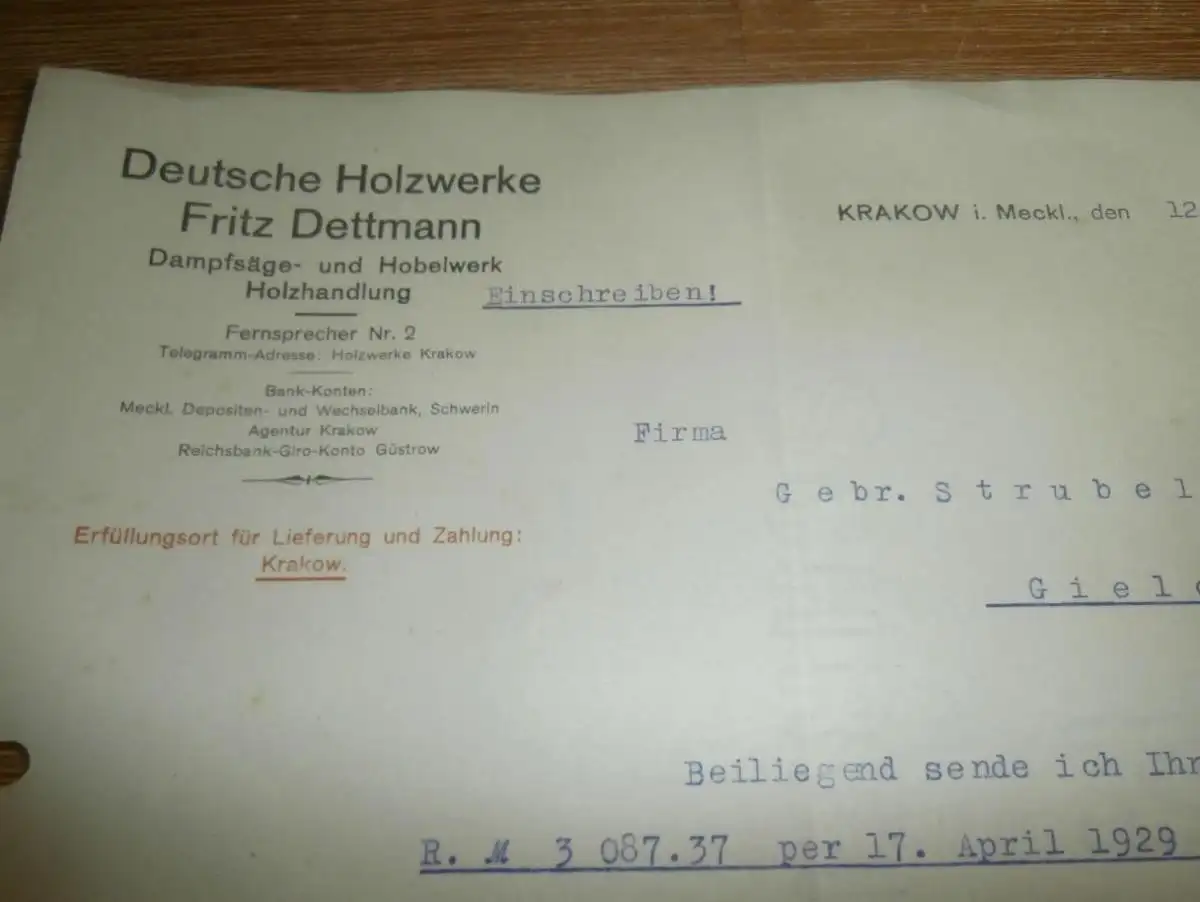 Deutsche Holzwerke
Fritz Dettmann
Dampfsäge- und Hobelwerk
Holzhandlung
Fernsprecher Nr. 2
Telegramm-Adresse: Holzwerke Krakow
Bank-Konten:
Meckl. Depositen- und Wechselbank, Schwerin
Agentur Krakow
Reichsbank-Giro-Konto Güstrow
Erfüllungsort für Lieferung und Zahlung:
Krakow.
KRAKOW i. Meckl., den 12
Einschreiben!
Firma
Gebr. Strubel
Giel
Beiliegend sende ich Ihn
R. M 3 087.37 per 17. April 1929